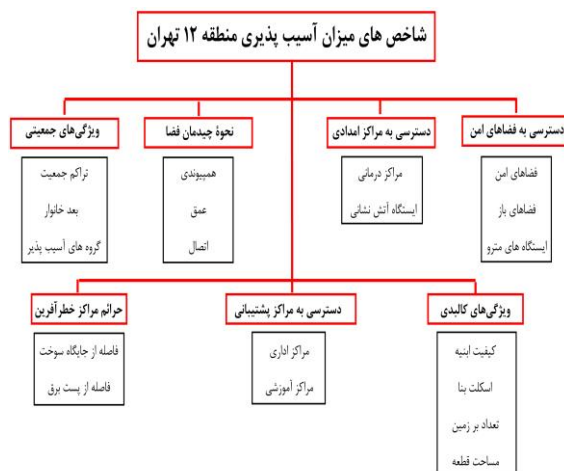 شاخص های میزان آسیب پذیری منطقه ۱۲ تهران
دسترسی به فضاهای امن
فضاهای امن
فضاهای باز
ایستگاه های مترو
دسترسی به مراکز امدادی
مراکز درمانی
ایستگاه آتش نشانی
نحوۀ چیدمان فضا
همپیوندی
عمق
اتصال
ویژگی‌های جمعیتی
تراکم جمعیت
بعد خانوار
گروه های آسیب پذیر
ویژگی‌های کالبدی
کیفیت ابنیه
اسکلت بنا
تعداد بر زمین
مساحت قطعه
دسترسی به مراکز پشتیبانی
مراکز اداری
مراکز آموزشی
حرائم مراکز خطرآفرین
فاصله از جایگاه سوخت
فاصله از پست برق